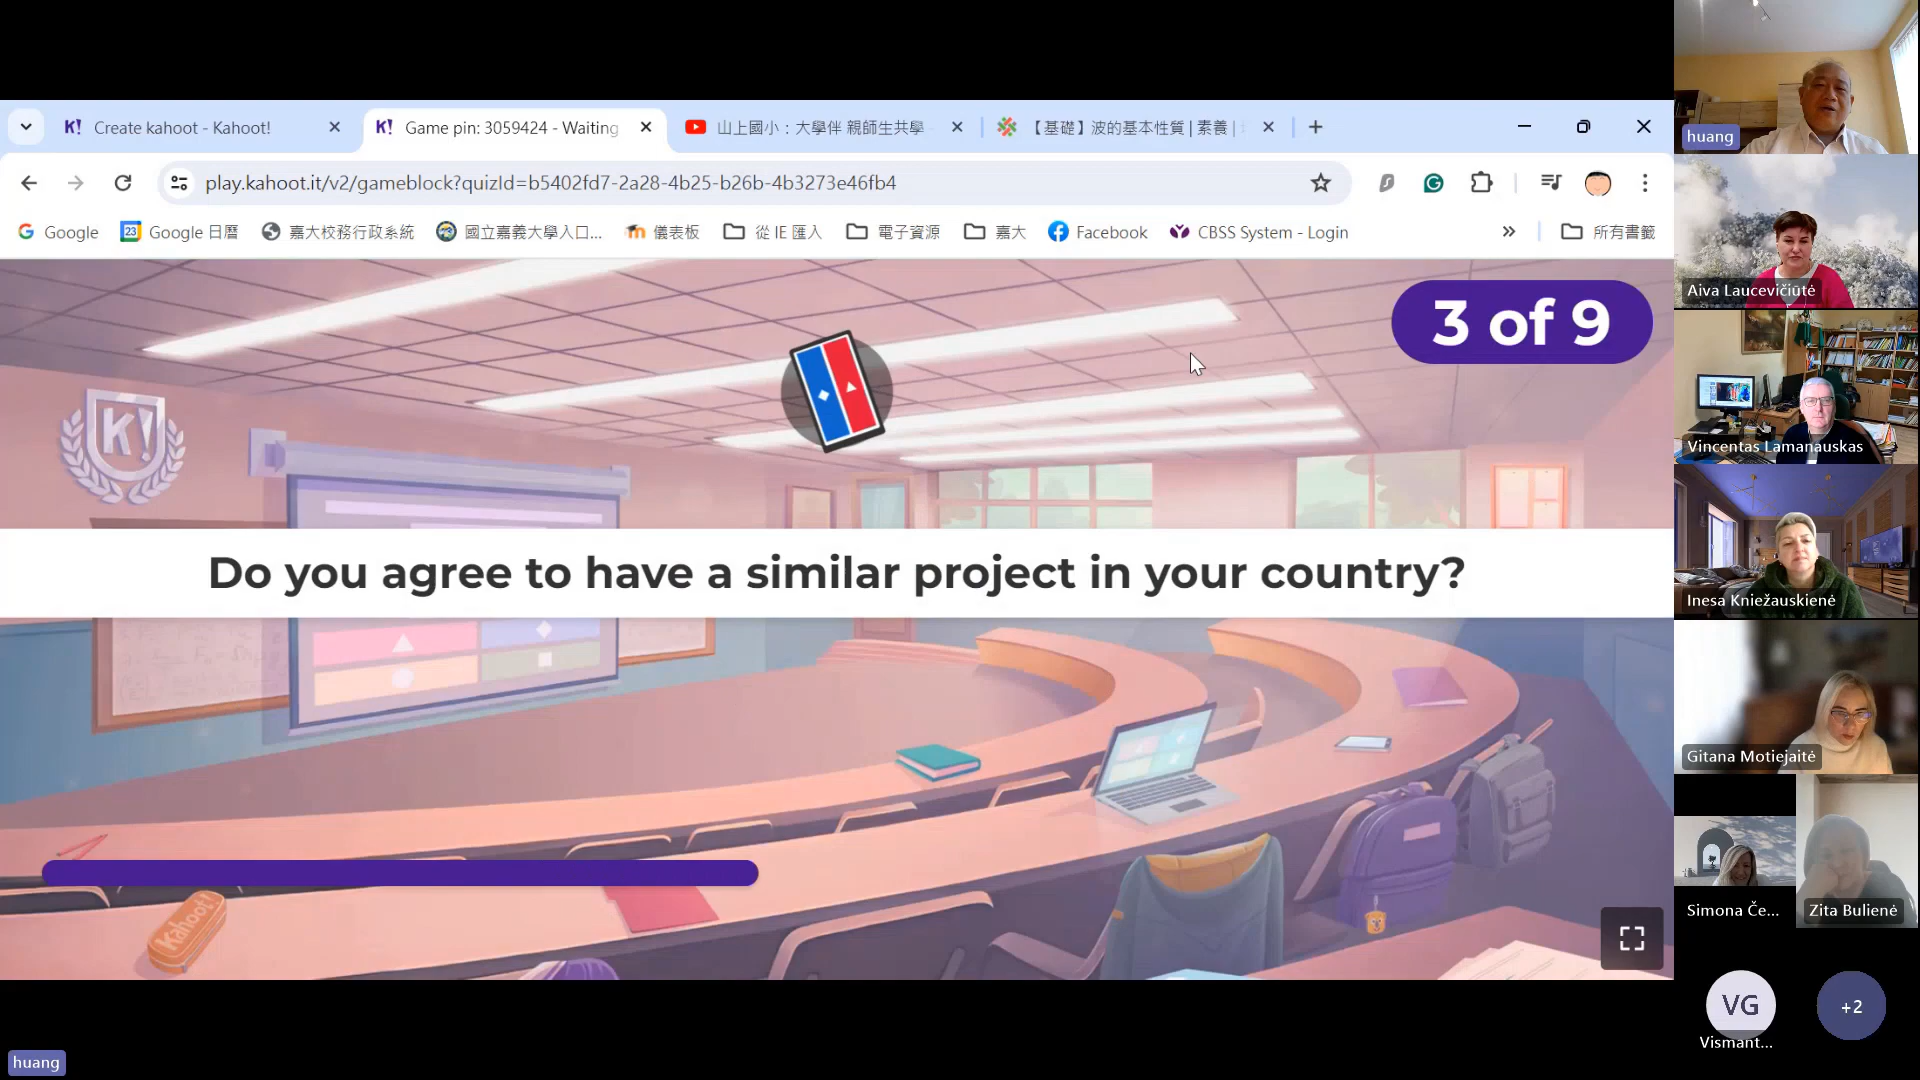 Create kahoot - Kahoot!
Game pin: 3059424 - Waiting
山上國小：大學伴 親師生共學
【基礎】波的基本性質 | 素養 |
play.kahoot.it/v2/gameblock?quizId=b5402fd7-2a28-4b25-b26b-4b3273e46fb4
Google
23
Google 日曆
嘉大校務行政系統
國立嘉義大學入口...
儀表板
從 IE 匯入
電子資源
嘉大
Facebook
CBSS System - Login
所有書籤
3 of 9
K!
Do you agree to have a similar project in your country?
Kahoot!
huang
huang
Aiva Laucevičiūtė
Vincentas Lamanauskas
Inesa Kniežauskienė
Gitana Motiejaitė
Simona Če...
Zita Bulienė
VG
Vismant...
+2